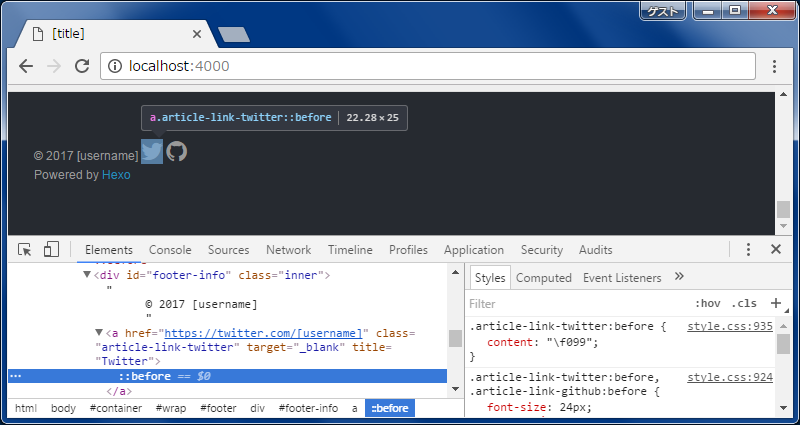 ゲスト
[title]
localhost:4000
a.article-link-twitter::before 22.28 × 25
© 2017 [username]
Powered by Hexo
Elements Console Sources Network Timeline Profiles Application Security Audits
<div id="footer-info" class="inner">
"
© 2017 [username]
"
<a href="https://twitter.com/[username]" class=
"article-link-twitter" target="_blank" title=
"Twitter">
::before == $0
</a>
html body #container #wrap #footer div #footer-info a ::before
Styles Computed Event Listeners »
Filter :hov .cls +
.article-link-twitter:before { style.css:935
content: "\f099";
}
.article-link-twitter:before, style.css:924
.article-link-github:before {
font-size: 24px;